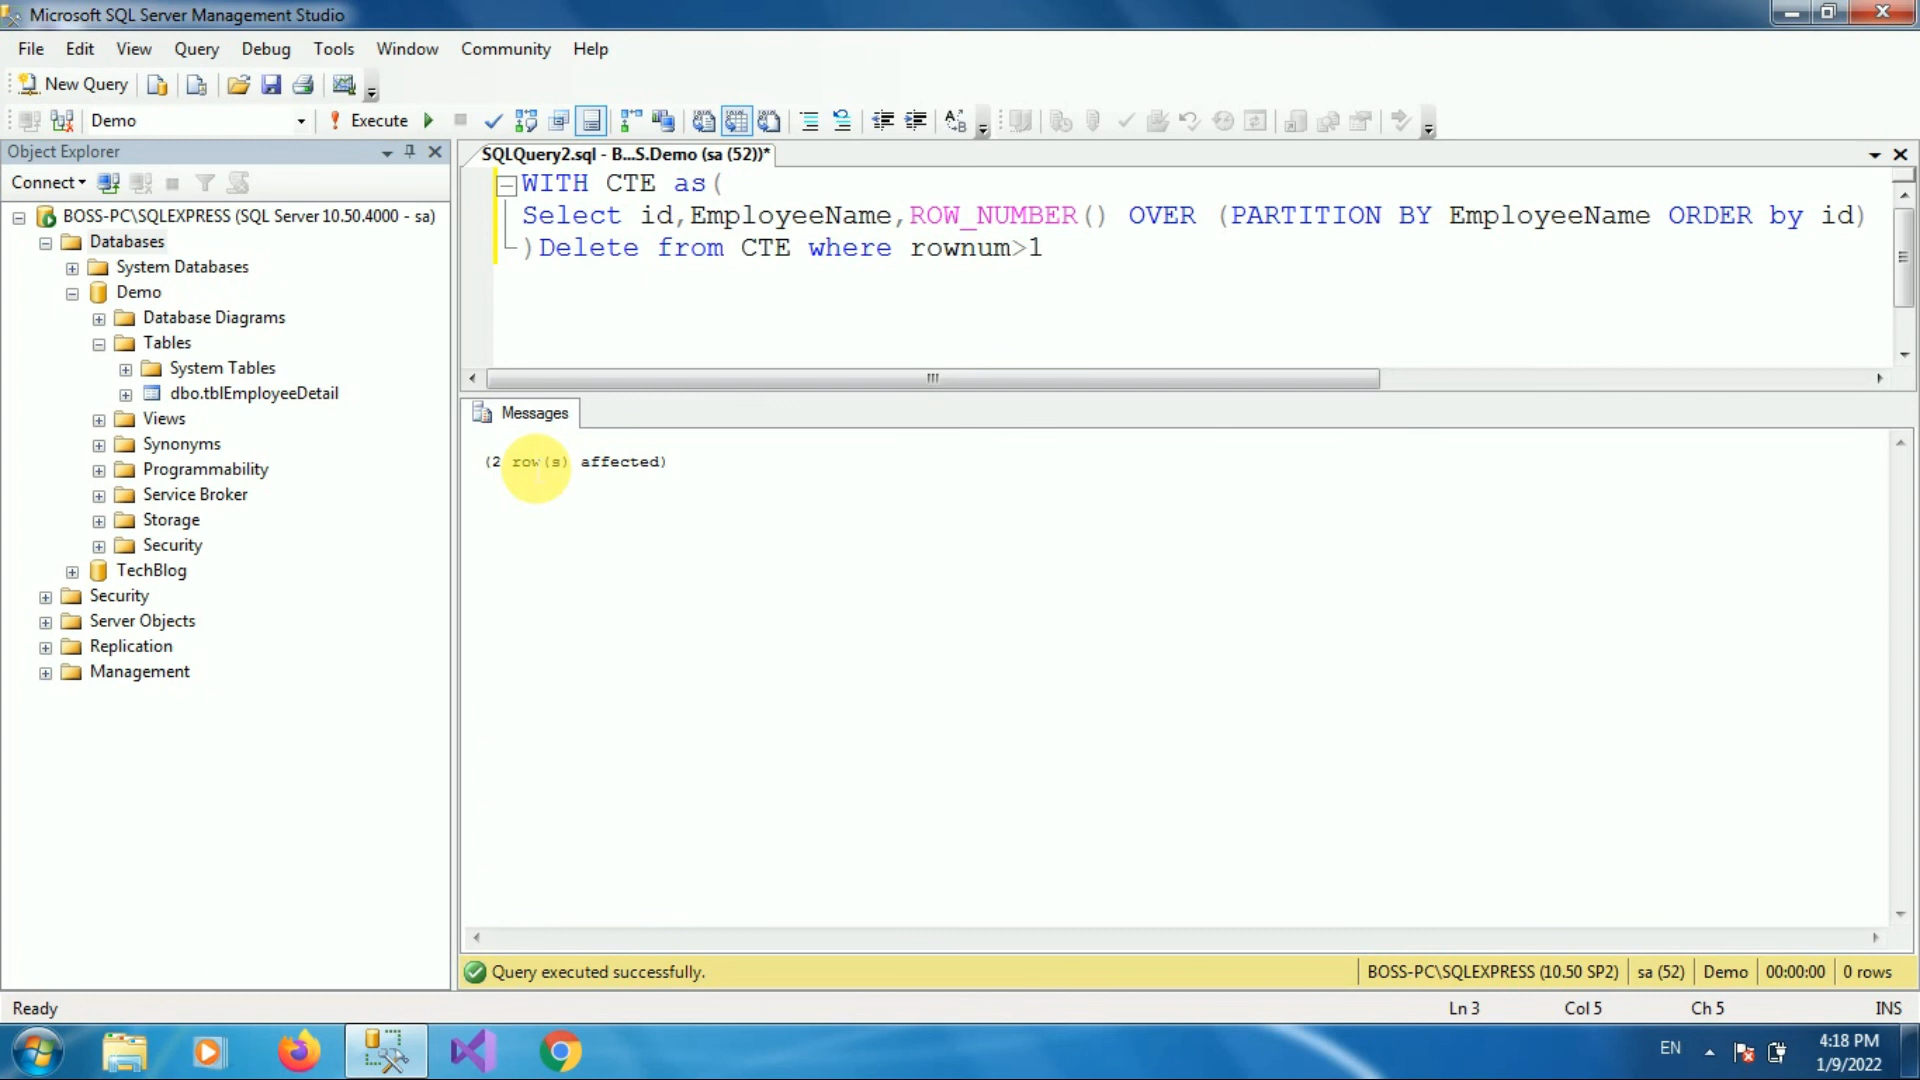 Microsoft SQL Server Management Studio
File Edit View Query Debug Tools Window Community Help
New Query
Demo Execute
Object Explorer
Connect
BOSS-PC\SQLEXPRESS (SQL Server 10.50.4000 - sa)
Databases
System Databases
Demo
Database Diagrams
Tables
System Tables
dbo.tblEmployeeDetail
Views
Synonyms
Programmability
Service Broker
Storage
Security
TechBlog
Security
Server Objects
Replication
Management
SQLQuery2.sql - B...S.Demo (sa (52))*
WITH CTE as(
Select id,EmployeeName,ROW_NUMBER() OVER (PARTITION BY EmployeeName ORDER by id)
)Delete from CTE where rownum>1
Messages
(2 row(s) affected)
Query executed successfully. BOSS-PC\SQLEXPRESS (10.50 SP2) sa (52) Demo 00:00:00 0 rows
Ready Ln 3 Col 5 Ch 5 INS
EN 4:18 PM
1/9/2022